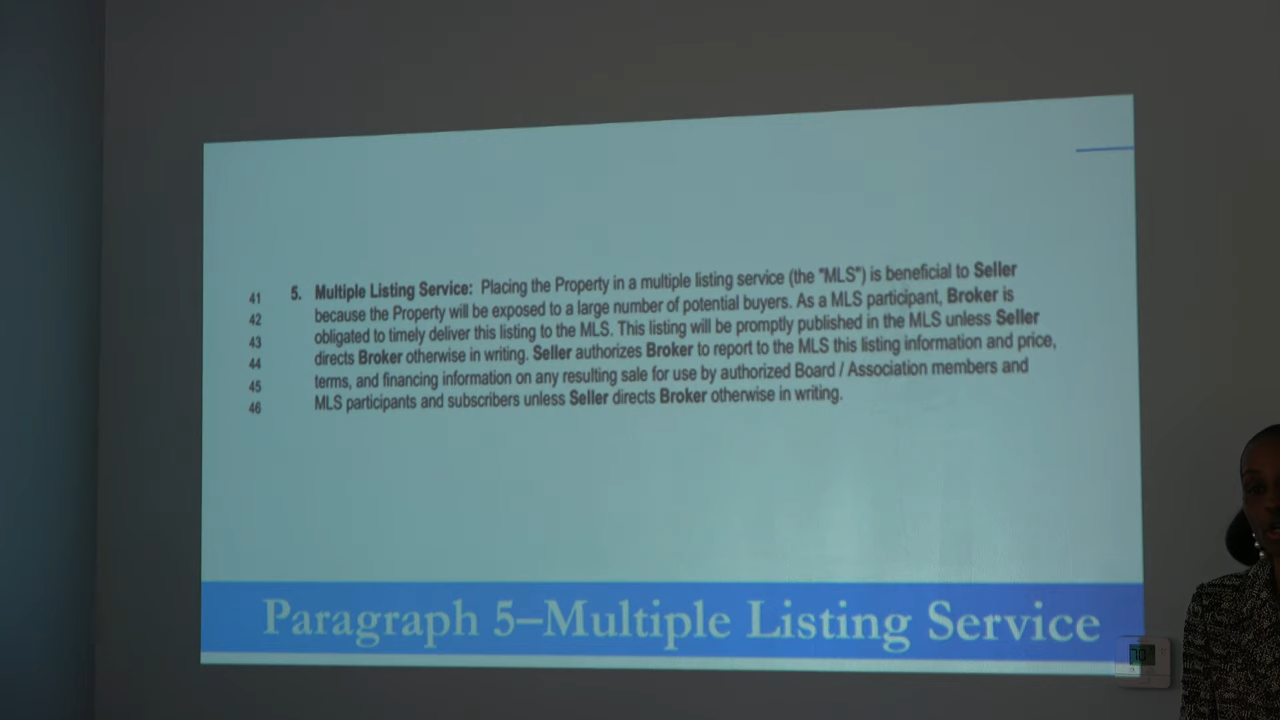 41 5. Multiple Listing Service: Placing the Property in a multiple listing service (the "MLS") is beneficial to Seller
42 because the Property will be exposed to a large number of potential buyers. As a MLS participant, Broker is
43 obligated to timely deliver this listing to the MLS. This listing will be promptly published in the MLS unless Seller
44 directs Broker otherwise in writing. Seller authorizes Broker to report to the MLS this listing information and price,
45 terms, and financing information on any resulting sale for use by authorized Board / Association members and
46 MLS participants and subscribers unless Seller directs Broker otherwise in writing.
Paragraph 5–Multiple Listing Service
70